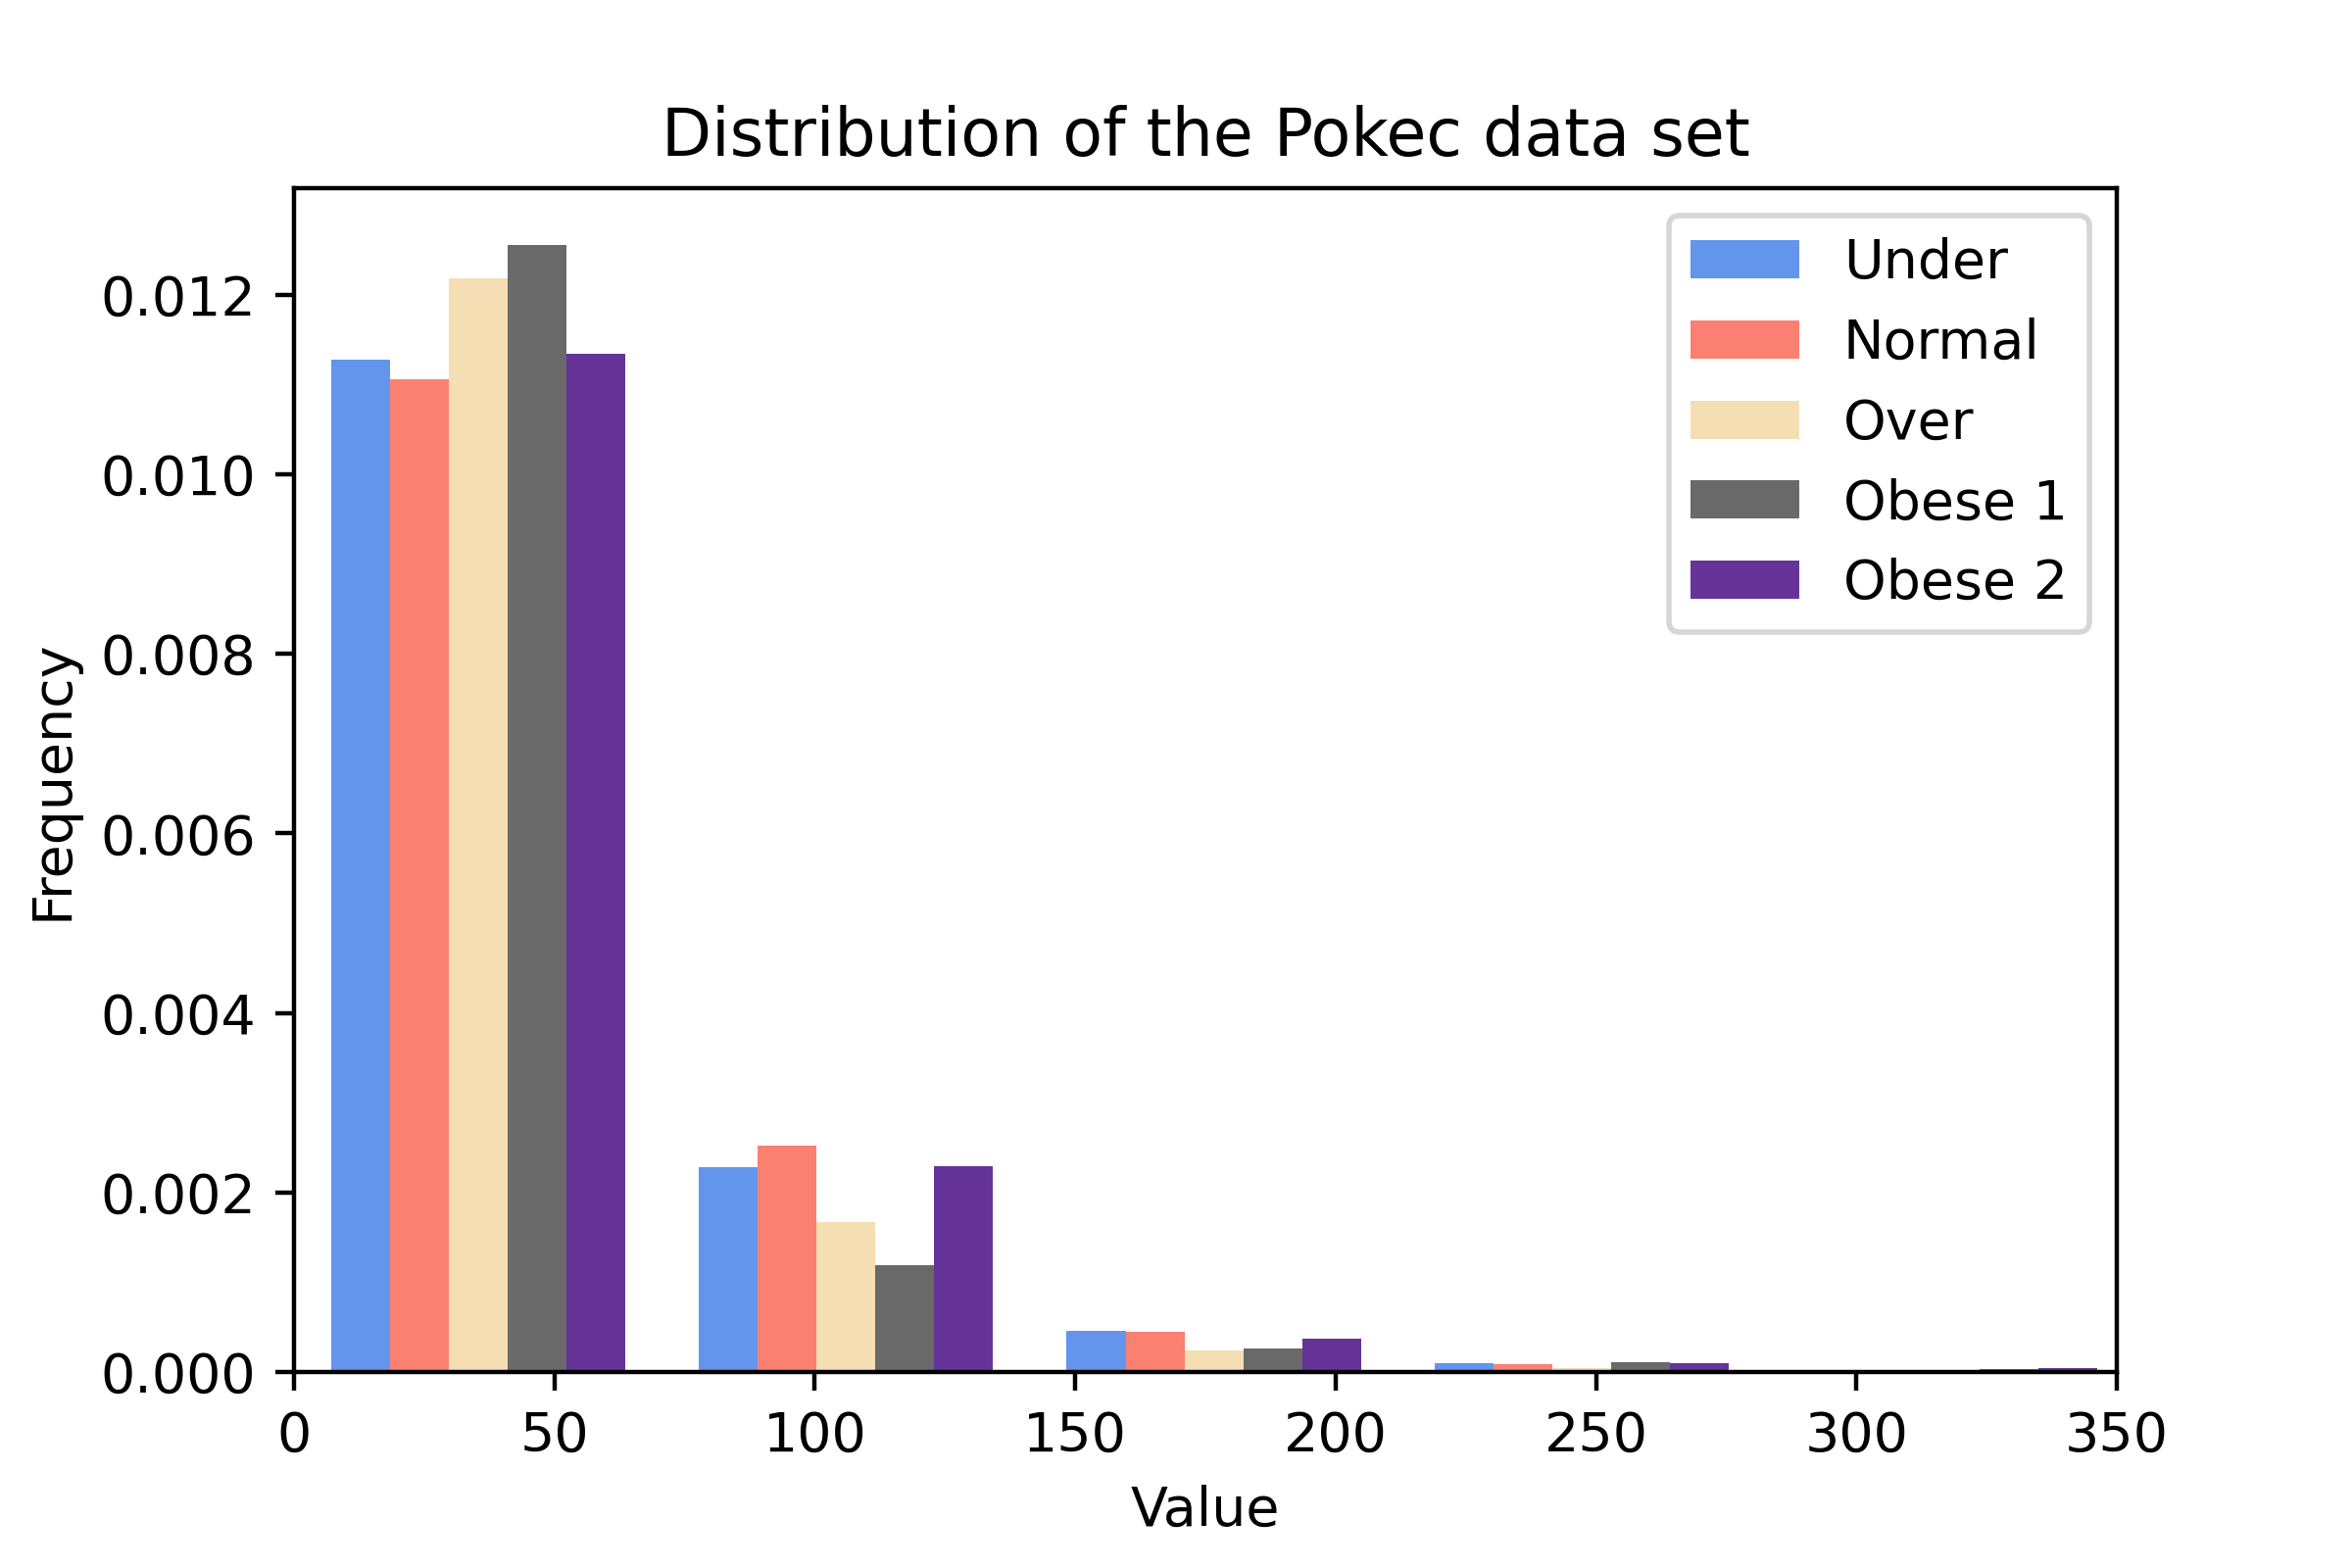 Distribution of the Pokec data set
Under
Normal
Over
Obese 1
Obese 2
Frequency
0.012
0.010
0.008
0.006
0.004
0.002
0.000
0 50 100 150 200 250 300 350
Value